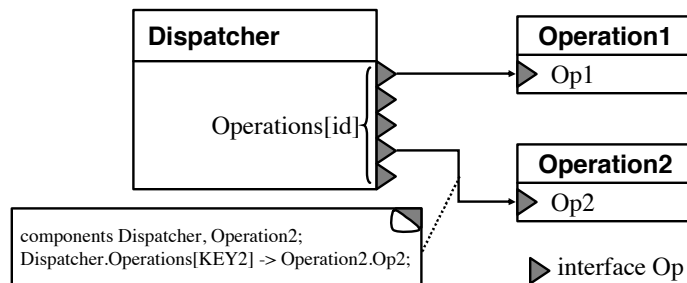 Dispatcher
Operations[id]
Operation1
Op1
Operation2
Op2
components Dispatcher, Operation2;
Dispatcher.Operations[KEY2] -> Operation2.Op2;
interface Op